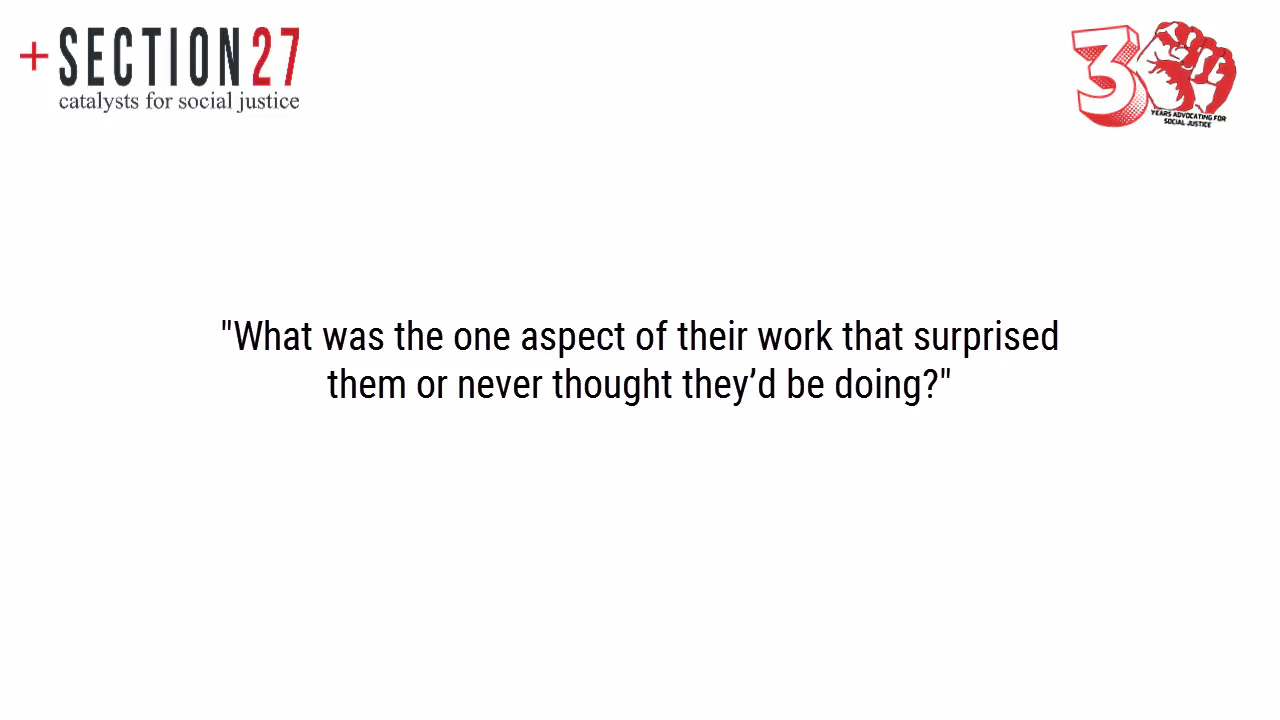 +SECTION27
catalysts for social justice
30
YEARS ADVOCATING FOR
SOCIAL JUSTICE
"What was the one aspect of their work that surprised
them or never thought they’d be doing?"